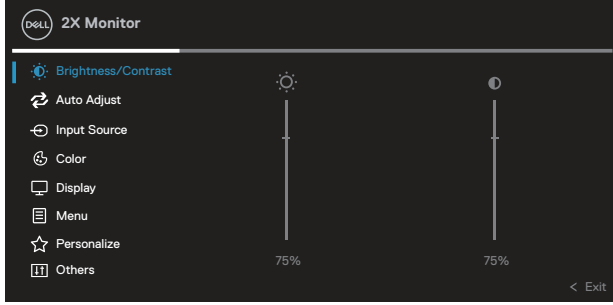 DELL 2X Monitor
Brightness/Contrast
Auto Adjust
Input Source
Color
Display
Menu
Personalize
Others
75% 75%
< Exit